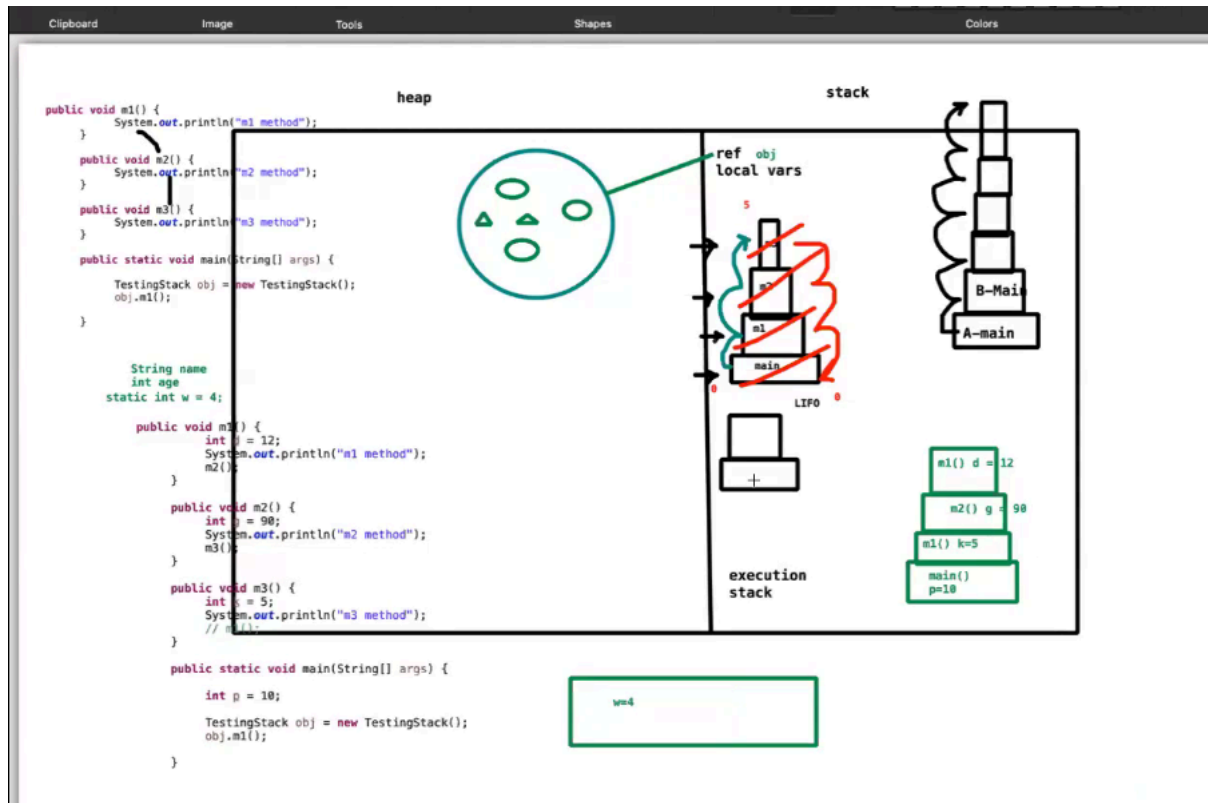 Clipboard Image Tools Shapes Colors
heap
stack
public void m1() {
System.out.println("m1 method");
}
public void m2() {
System.out.println("m2 method");
}
public void m3() {
System.out.println("m3 method");
}
public static void main(String[] args) {
TestingStack obj = new TestingStack();
obj.m1();
}
ref obj
local vars
5
m2
m1
main
0
0
LIFO
B-Main
A-main
String name
int age
static int w = 4;
public void m1() {
int d = 12;
System.out.println("m1 method");
m2();
}
public void m2() {
int g = 90;
System.out.println("m2 method");
m3();
}
public void m3() {
int k = 5;
System.out.println("m3 method");
// m1();
}
public static void main(String[] args) {
int p = 10;
TestingStack obj = new TestingStack();
obj.m1();
}
execution
stack
m1() d = 12
m2() g = 90
m1() k=5
main()
p=10
w=4